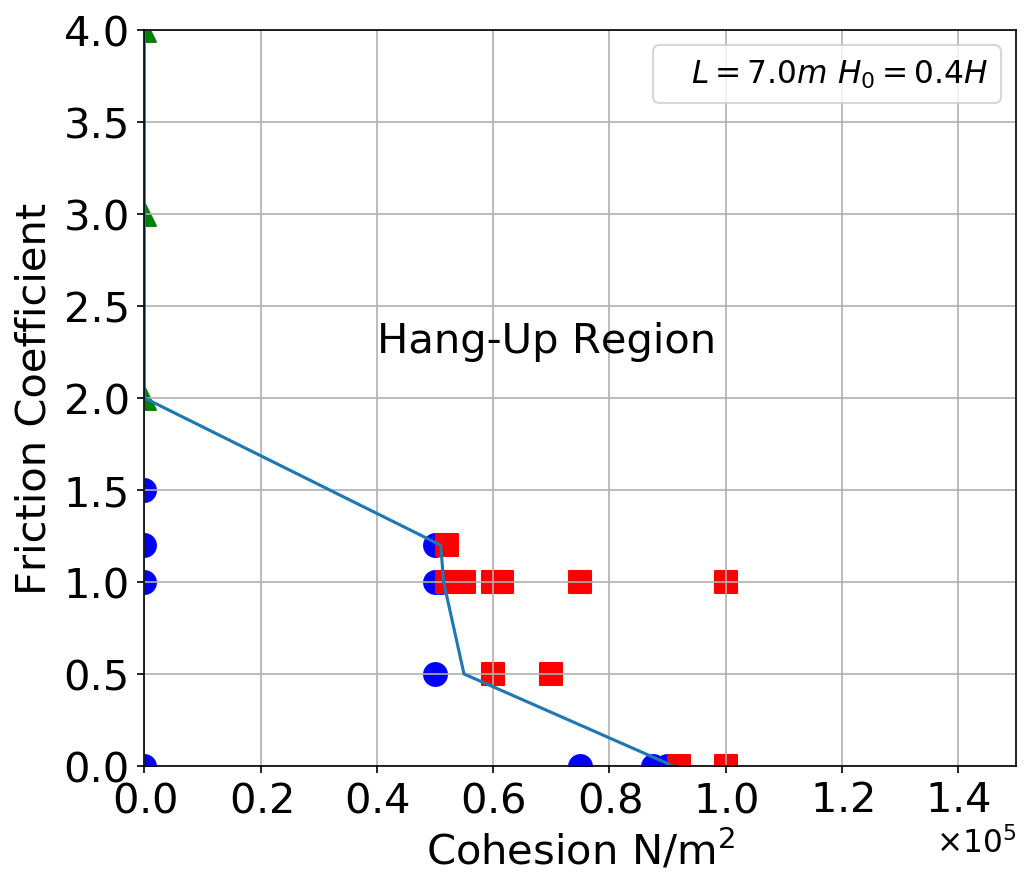 L = 7.0m H₀ = 0.4H
4.0
3.5
3.0
2.5
2.0
1.5
1.0
0.5
0.0
Friction Coefficient
Hang-Up Region
0.0 0.2 0.4 0.6 0.8 1.0 1.2 1.4
×10⁵
Cohesion N/m²